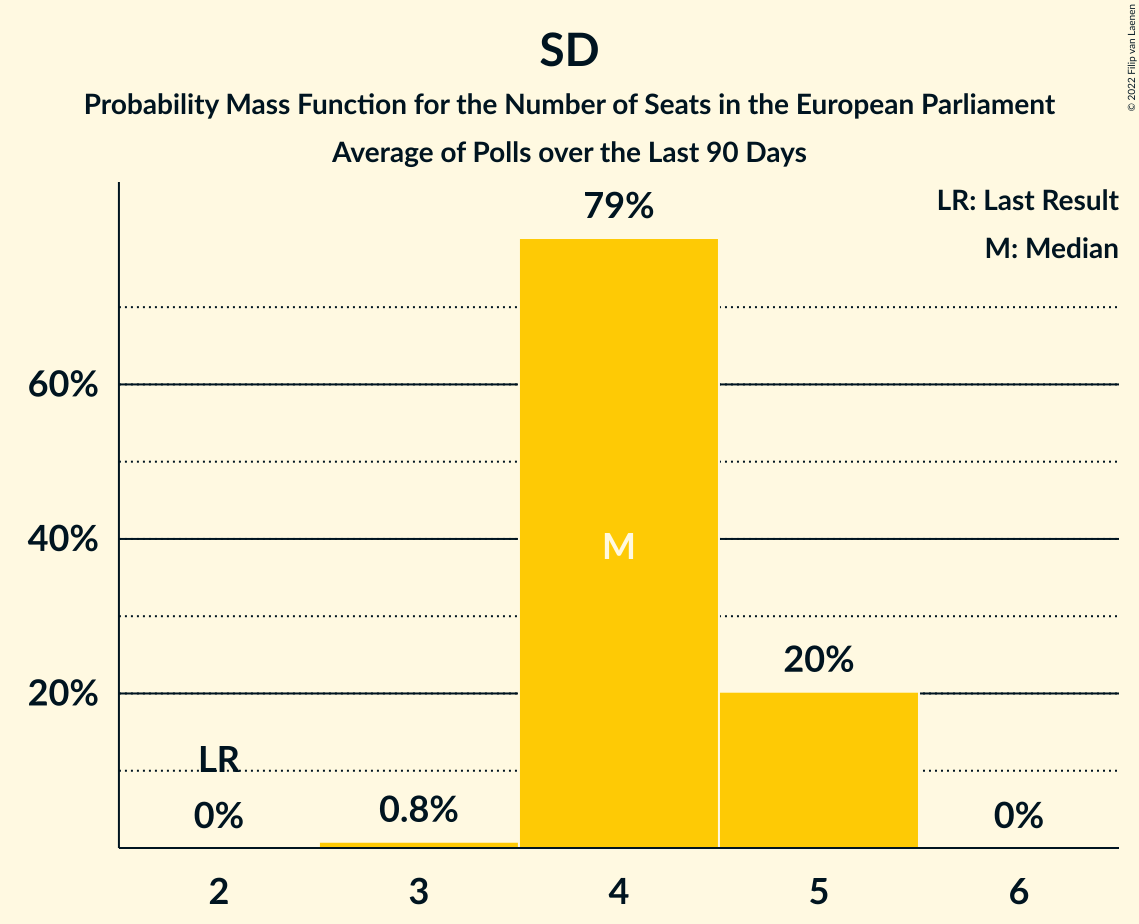 SD
Probability Mass Function for the Number of Seats in the European Parliament
Average of Polls over the Last 90 Days
© 2022 Filip van Laenen
LR: Last Result
M: Median
79%
60%
40%
M
20%
20%
LR
0%
0.8%
0%
2
3
4
5
6